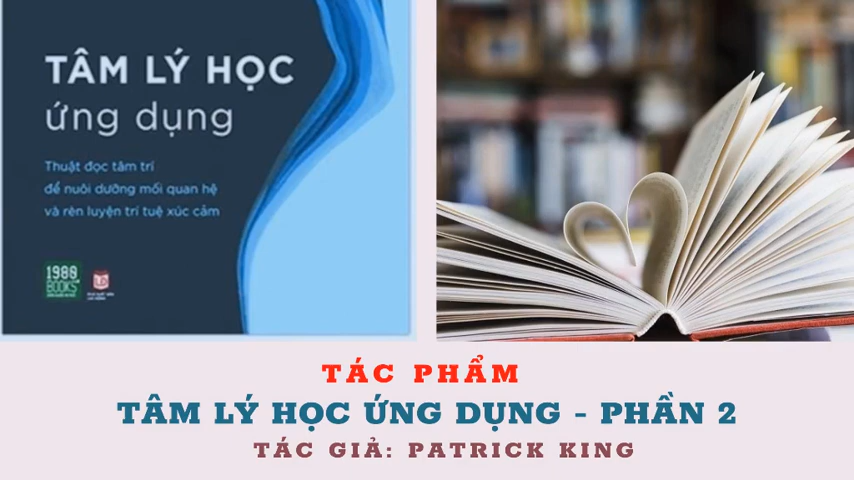 TÂM LÝ HỌC
ứng dụng
Thuật đọc tâm trí
để nuôi dưỡng mối quan hệ
và rèn luyện trí tuệ xúc cảm
1980
BOOKS
TÁC PHẨM
TÂM LÝ HỌC ỨNG DỤNG - PHẦN 2
TÁC GIẢ: PATRICK KING